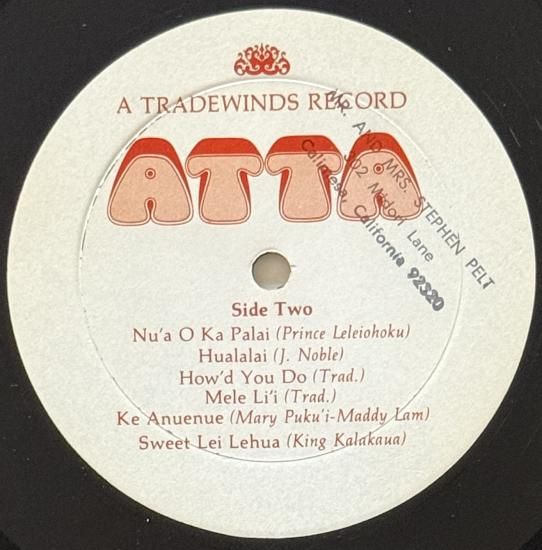 A TRADEWINDS RECORD
ATTA
MR. AND MRS. STEPHEN PELT
302 Lane
Calimesa, California 92320
Side Two
Nu'a O Ka Palai (Prince Leleiohoku)
Hualalai (J. Noble)
How'd You Do (Trad.)
Mele Li'i (Trad.)
Ke Anuenue (Mary Puku'i-Maddy Lam)
Sweet Lei Lehua (King Kalakaua)